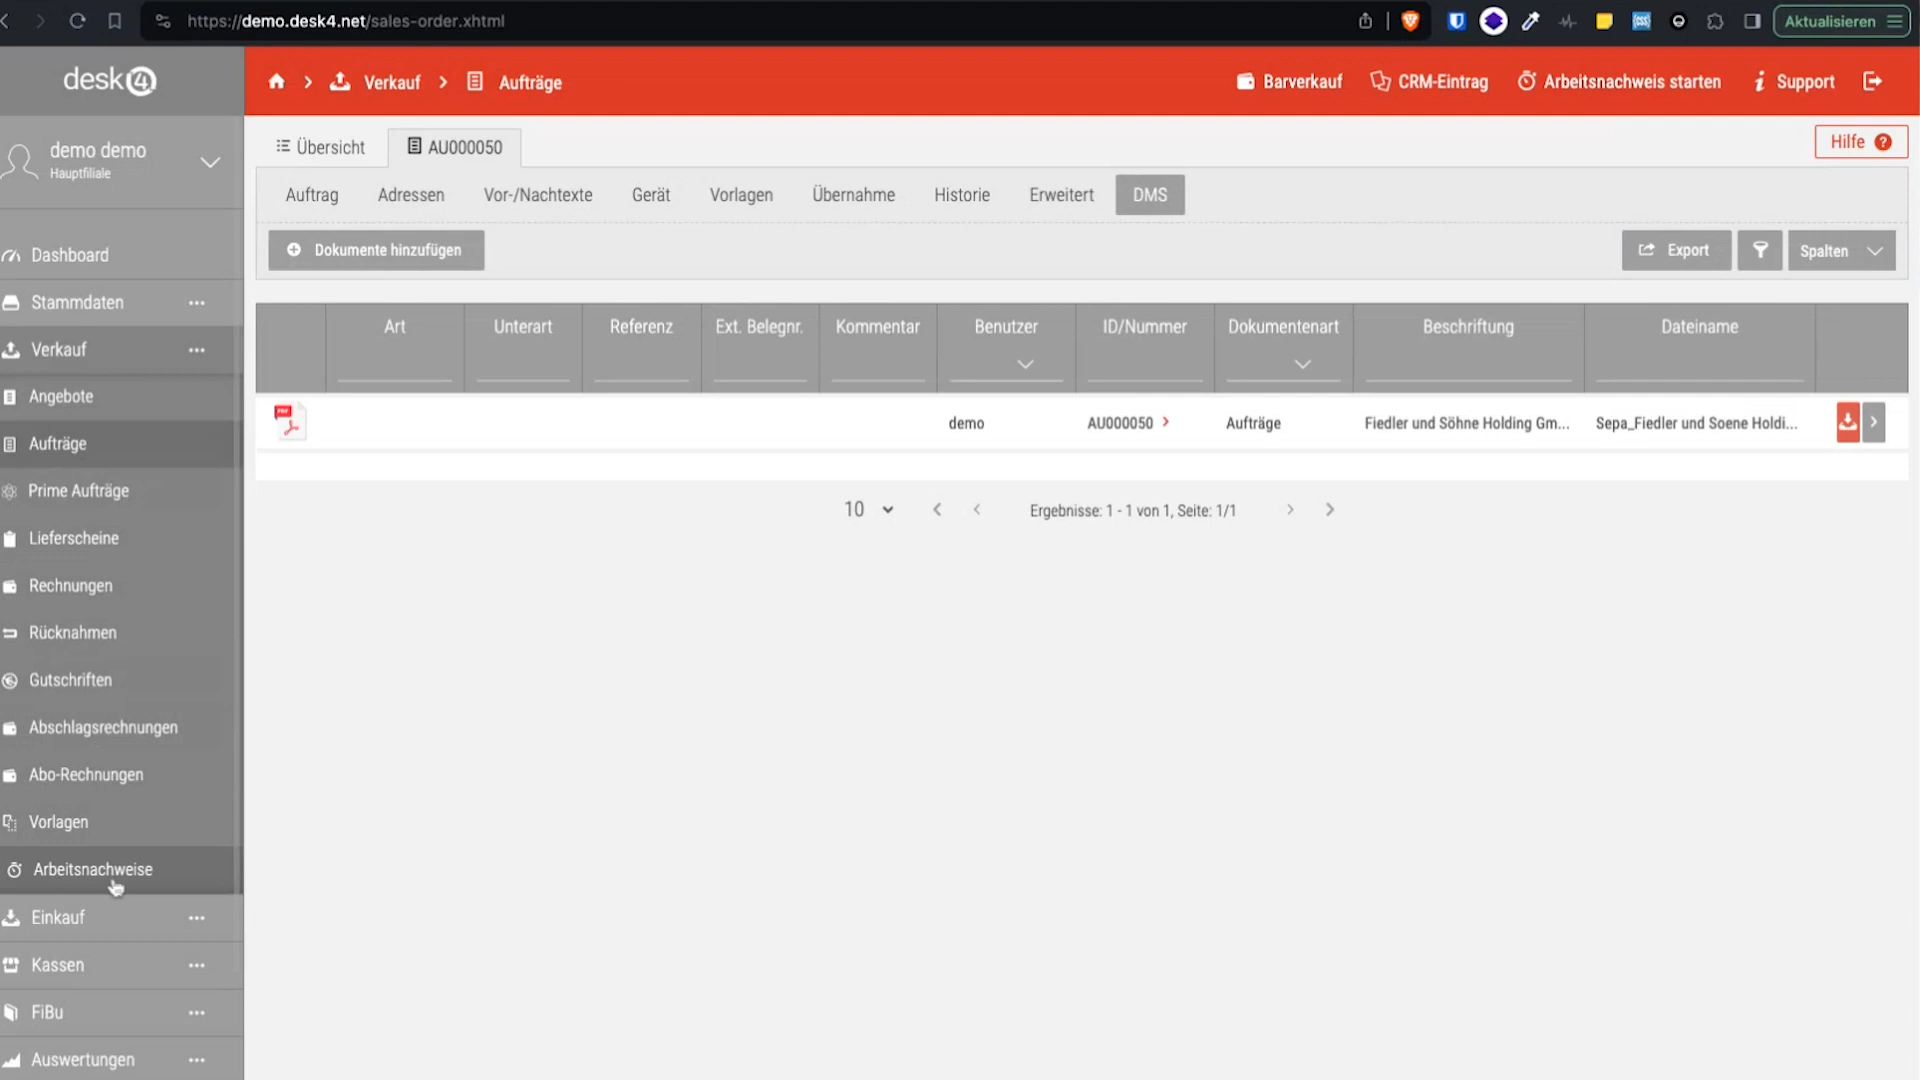 https://demo.desk4.net/sales-order.xhtml
Aktualisieren
desk4
Verkauf
Aufträge
Barverkauf
CRM-Eintrag
Arbeitsnachweis starten
Support
demo demo
Hauptfiliale
Übersicht
AU000050
Hilfe
Auftrag
Adressen
Vor-/Nachtexte
Gerät
Vorlagen
Übernahme
Historie
Erweitert
DMS
Dokumente hinzufügen
Export
Spalten
Dashboard
Stammdaten
Verkauf
Angebote
Aufträge
Prime Aufträge
Lieferscheine
Rechnungen
Rücknahmen
Gutschriften
Abschlagsrechnungen
Abo-Rechnungen
Vorlagen
Arbeitsnachweise
Einkauf
Kassen
FiBu
Auswertungen
Art
Unterart
Referenz
Ext. Belegnr.
Kommentar
Benutzer
ID/Nummer
Dokumentenart
Beschriftung
Dateiname
PDF
demo
AU000050
Aufträge
Fiedler und Söhne Holding Gm...
Sepa_Fiedler und Soene Holdi...
10
Ergebnisse: 1 - 1 von 1, Seite: 1/1